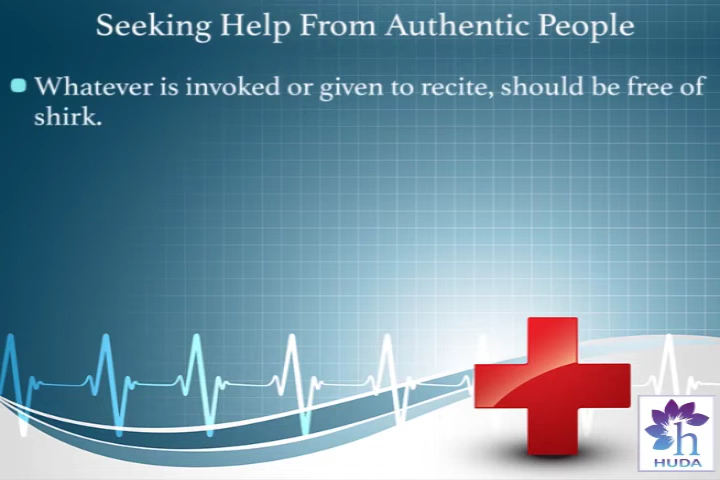 Seeking Help From Authentic People
Whatever is invoked or given to recite, should be free of
shirk.
h
HUDA